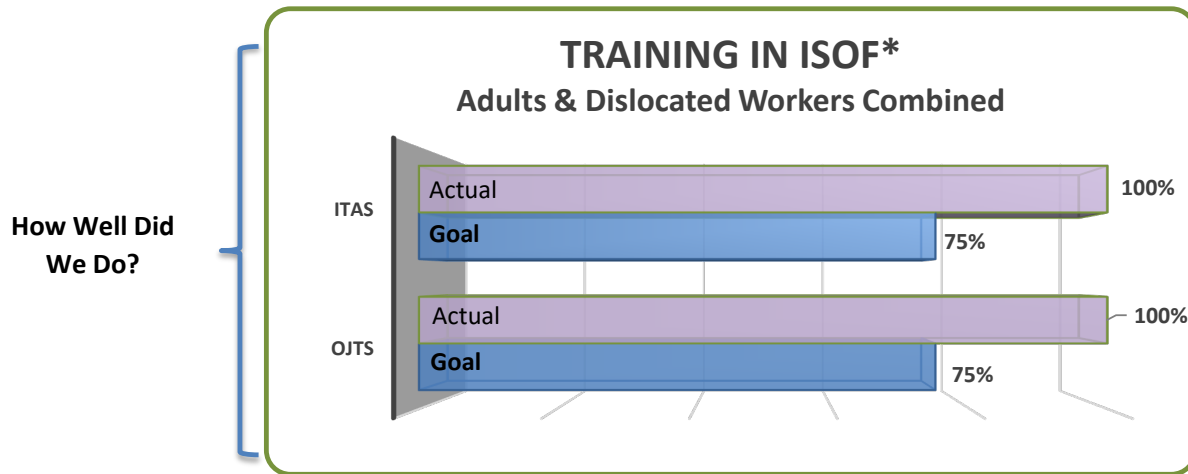 TRAINING IN ISOF*
Adults & Dislocated Workers Combined
How Well Did
We Do?
ITAS
Actual
100%
Goal
75%
OJTS
Actual
100%
Goal
75%